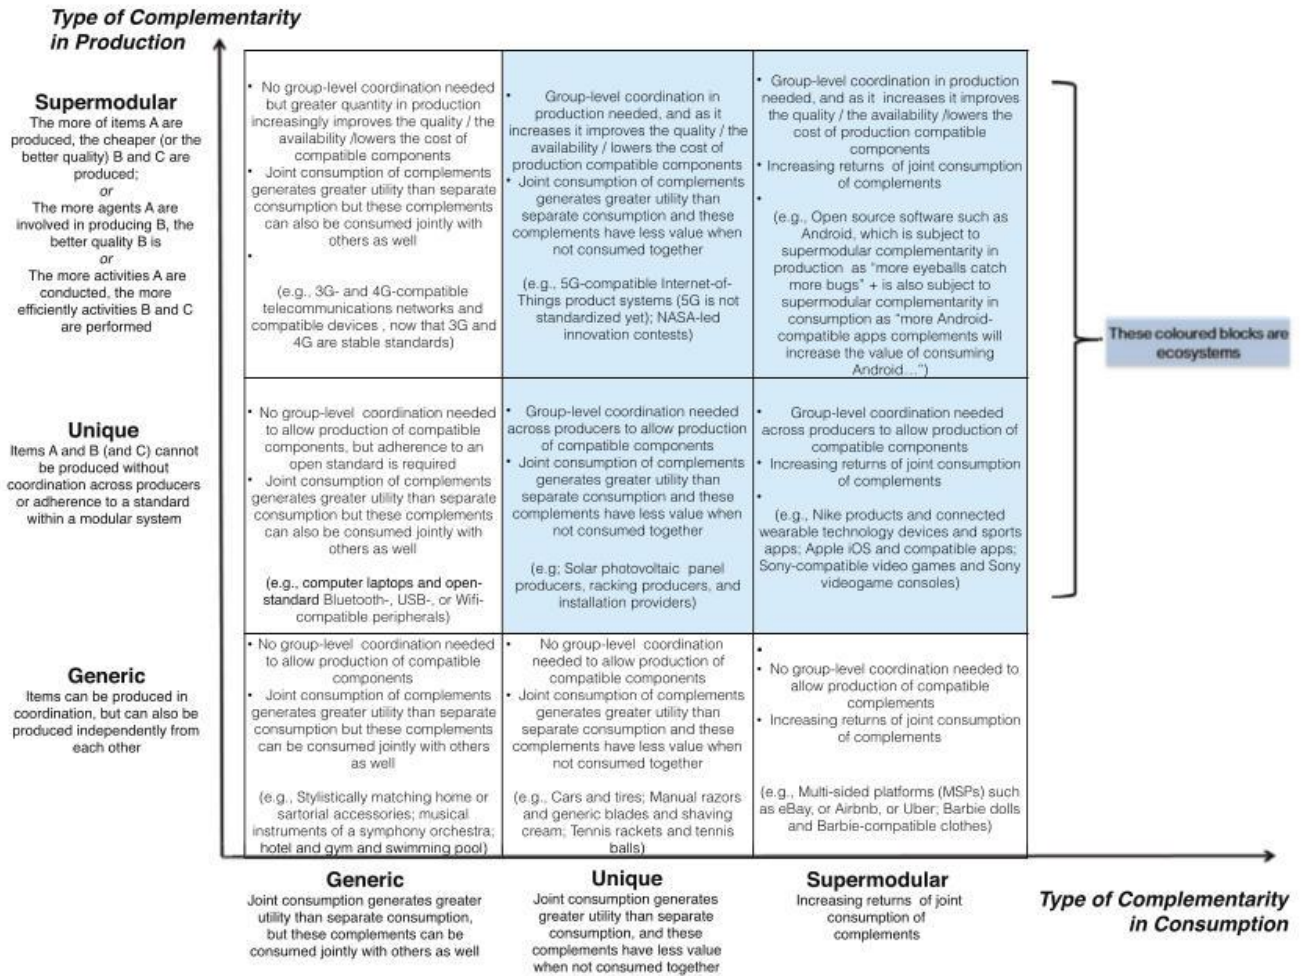 Type of Complementarity
in Production
Supermodular
The more of items A are
produced, the cheaper (or the
better quality) B and C are
produced;
or
The more agents A are
involved in producing B, the
better quality B is
or
The more activities A are
conducted, the more
efficiently activities B and C
are performed
• No group-level coordination needed
but greater quantity in production
increasingly improves the quality / the
availability /lowers the cost of
compatible components
• Joint consumption of complements
generates greater utility than separate
consumption but these complements
can also be consumed jointly with
others as well
•
(e.g., 3G- and 4G-compatible
telecommunications networks and
compatible devices , now that 3G and
4G are stable standards)
• Group-level coordination in
production needed, and as it
increases it improves the quality / the
availability / lowers the cost of
production compatible components
• Joint consumption of complements
generates greater utility than
separate consumption and these
complements have less value when
not consumed together
(e.g., 5G-compatible Internet-of-
Things product systems (5G is not
standardized yet); NASA-led
innovation contests)
• Group-level coordination in production
needed, and as it increases it improves
the quality / the availability /lowers the
cost of production compatible
components
• Increasing returns of joint consumption
of complements
•
(e.g., Open source software such as
Android, which is subject to
supermodular complementarity in
production as “more eyeballs catch
more bugs” + is also subject to
supermodular complementarity in
consumption as “more Android-
compatible apps complements will
increase the value of consuming
Android…”)
These coloured blocks are
ecosystems
Unique
Items A and B (and C) cannot
be produced without
coordination across producers
or adherence to a standard
within a modular system
• No group-level coordination needed
to allow production of compatible
components, but adherence to an
open standard is required
• Joint consumption of complements
generates greater utility than separate
consumption but these complements
can also be consumed jointly with
others as well
(e.g., computer laptops and open-
standard Bluetooth-, USB-, or Wifi-
compatible peripherals)
• Group-level coordination needed
across producers to allow production
of compatible components
• Joint consumption of complements
generates greater utility than
separate consumption and these
complements have less value when
not consumed together
(e.g; Solar photovoltaic panel
producers, racking producers, and
installation providers)
• Group-level coordination needed
across producers to allow production of
compatible components
• Increasing returns of joint consumption
of complements
•
(e.g., Nike products and connected
wearable technology devices and sports
apps; Apple iOS and compatible apps;
Sony-compatible video games and Sony
videogame consoles)
Generic
Items can be produced in
coordination, but can also be
produced independently from
each other
• No group-level coordination needed
to allow production of compatible
components
• Joint consumption of complements
generates greater utility than separate
consumption but these complements
can be consumed jointly with others
as well
(e.g., Stylistically matching home or
sartorial accessories; musical
instruments of a symphony orchestra;
hotel and gym and swimming pool)
• No group-level coordination
needed to allow production of
compatible components
• Joint consumption of complements
generates greater utility than
separate consumption and these
complements have less value when
not consumed together
(e.g., Cars and tires; Manual razors
and generic blades and shaving
cream; Tennis rackets and tennis
balls)
•
• No group-level coordination needed to
allow production of compatible
complements
• Increasing returns of joint consumption
of complements
(e.g., Multi-sided platforms (MSPs) such
as eBay, or Airbnb, or Uber; Barbie dolls
and Barbie-compatible clothes)
Generic
Joint consumption generates greater
utility than separate consumption,
but these complements can be
consumed jointly with others as well
Unique
Joint consumption generates
greater utility than separate
consumption, and these
complements have less value
when not consumed together
Supermodular
Increasing returns of joint
consumption of
complements
Type of Complementarity
in Consumption